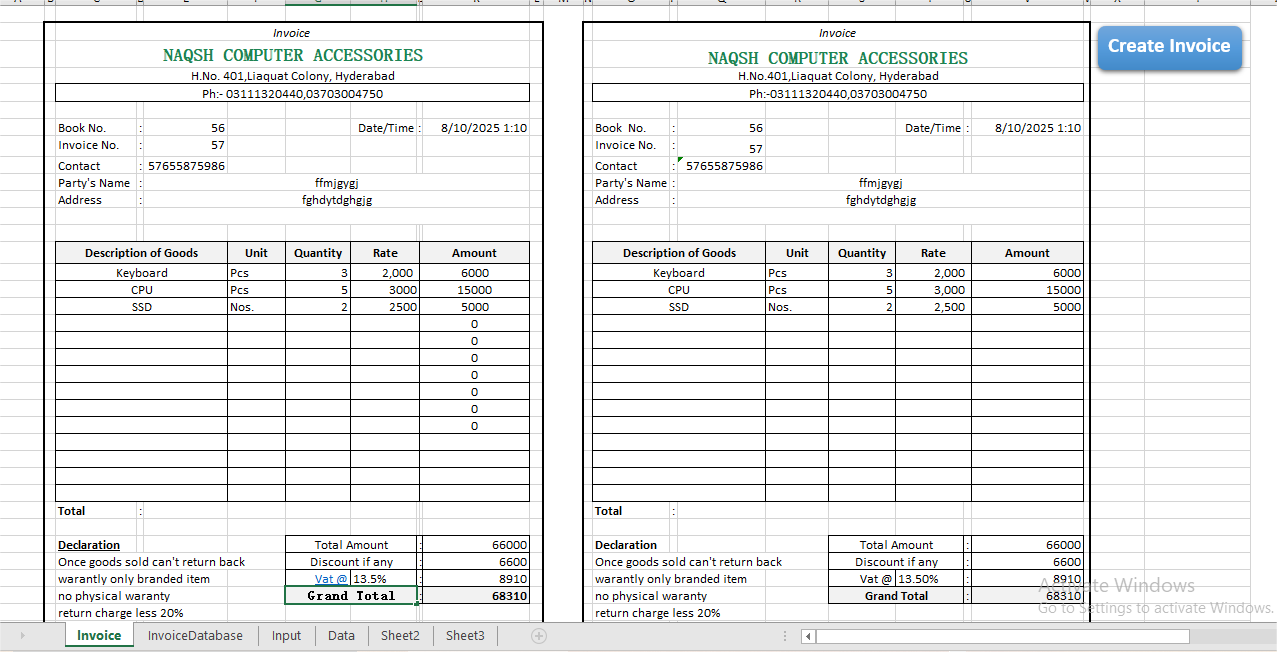 Invoice
NAQSH COMPUTER ACCESSORIES
H.No. 401,Liaquat Colony, Hyderabad
Ph:- 03111320440,03703004750
Book No. : 56 Date/Time : 8/10/2025 1:10
Invoice No. : 57
Contact : 57655875986
Party's Name : ffmjgygj
Address : fghdytdghgjg
Description of Goods Unit Quantity Rate Amount
Keyboard Pcs 3 2,000 6000
CPU Pcs 5 3000 15000
SSD Nos. 2 2500 5000
0
0
0
0
0
0
0
Total :
Declaration Total Amount : 66000
Once goods sold can't return back Discount if any : 6600
warantly only branded item Vat @ 13.5% : 8910
no physical waranty Grand Total : 68310
return charge less 20%
Invoice
NAQSH COMPUTER ACCESSORIES
H.No.401,Liaquat Colony, Hyderabad
Ph:-03111320440,03703004750
Book No. : 56 Date/Time : 8/10/2025 1:10
Invoice No. : 57
Contact : 57655875986
Party's Name : ffmjgygj
Address : fghdytdghgjg
Description of Goods Unit Quantity Rate Amount
Keyboard Pcs 3 2,000 6000
CPU Pcs 5 3,000 15000
SSD Nos. 2 2,500 5000
Total :
Declaration Total Amount : 66000
Once goods sold can't return back Discount if any : 6600
warantly only branded item Vat @ 13.50% : 8910
no physical waranty Grand Total : 68310
return charge less 20%
Create Invoice
Activate Windows
Go to Settings to activate Windows.
Invoice InvoiceDatabase Input Data Sheet2 Sheet3